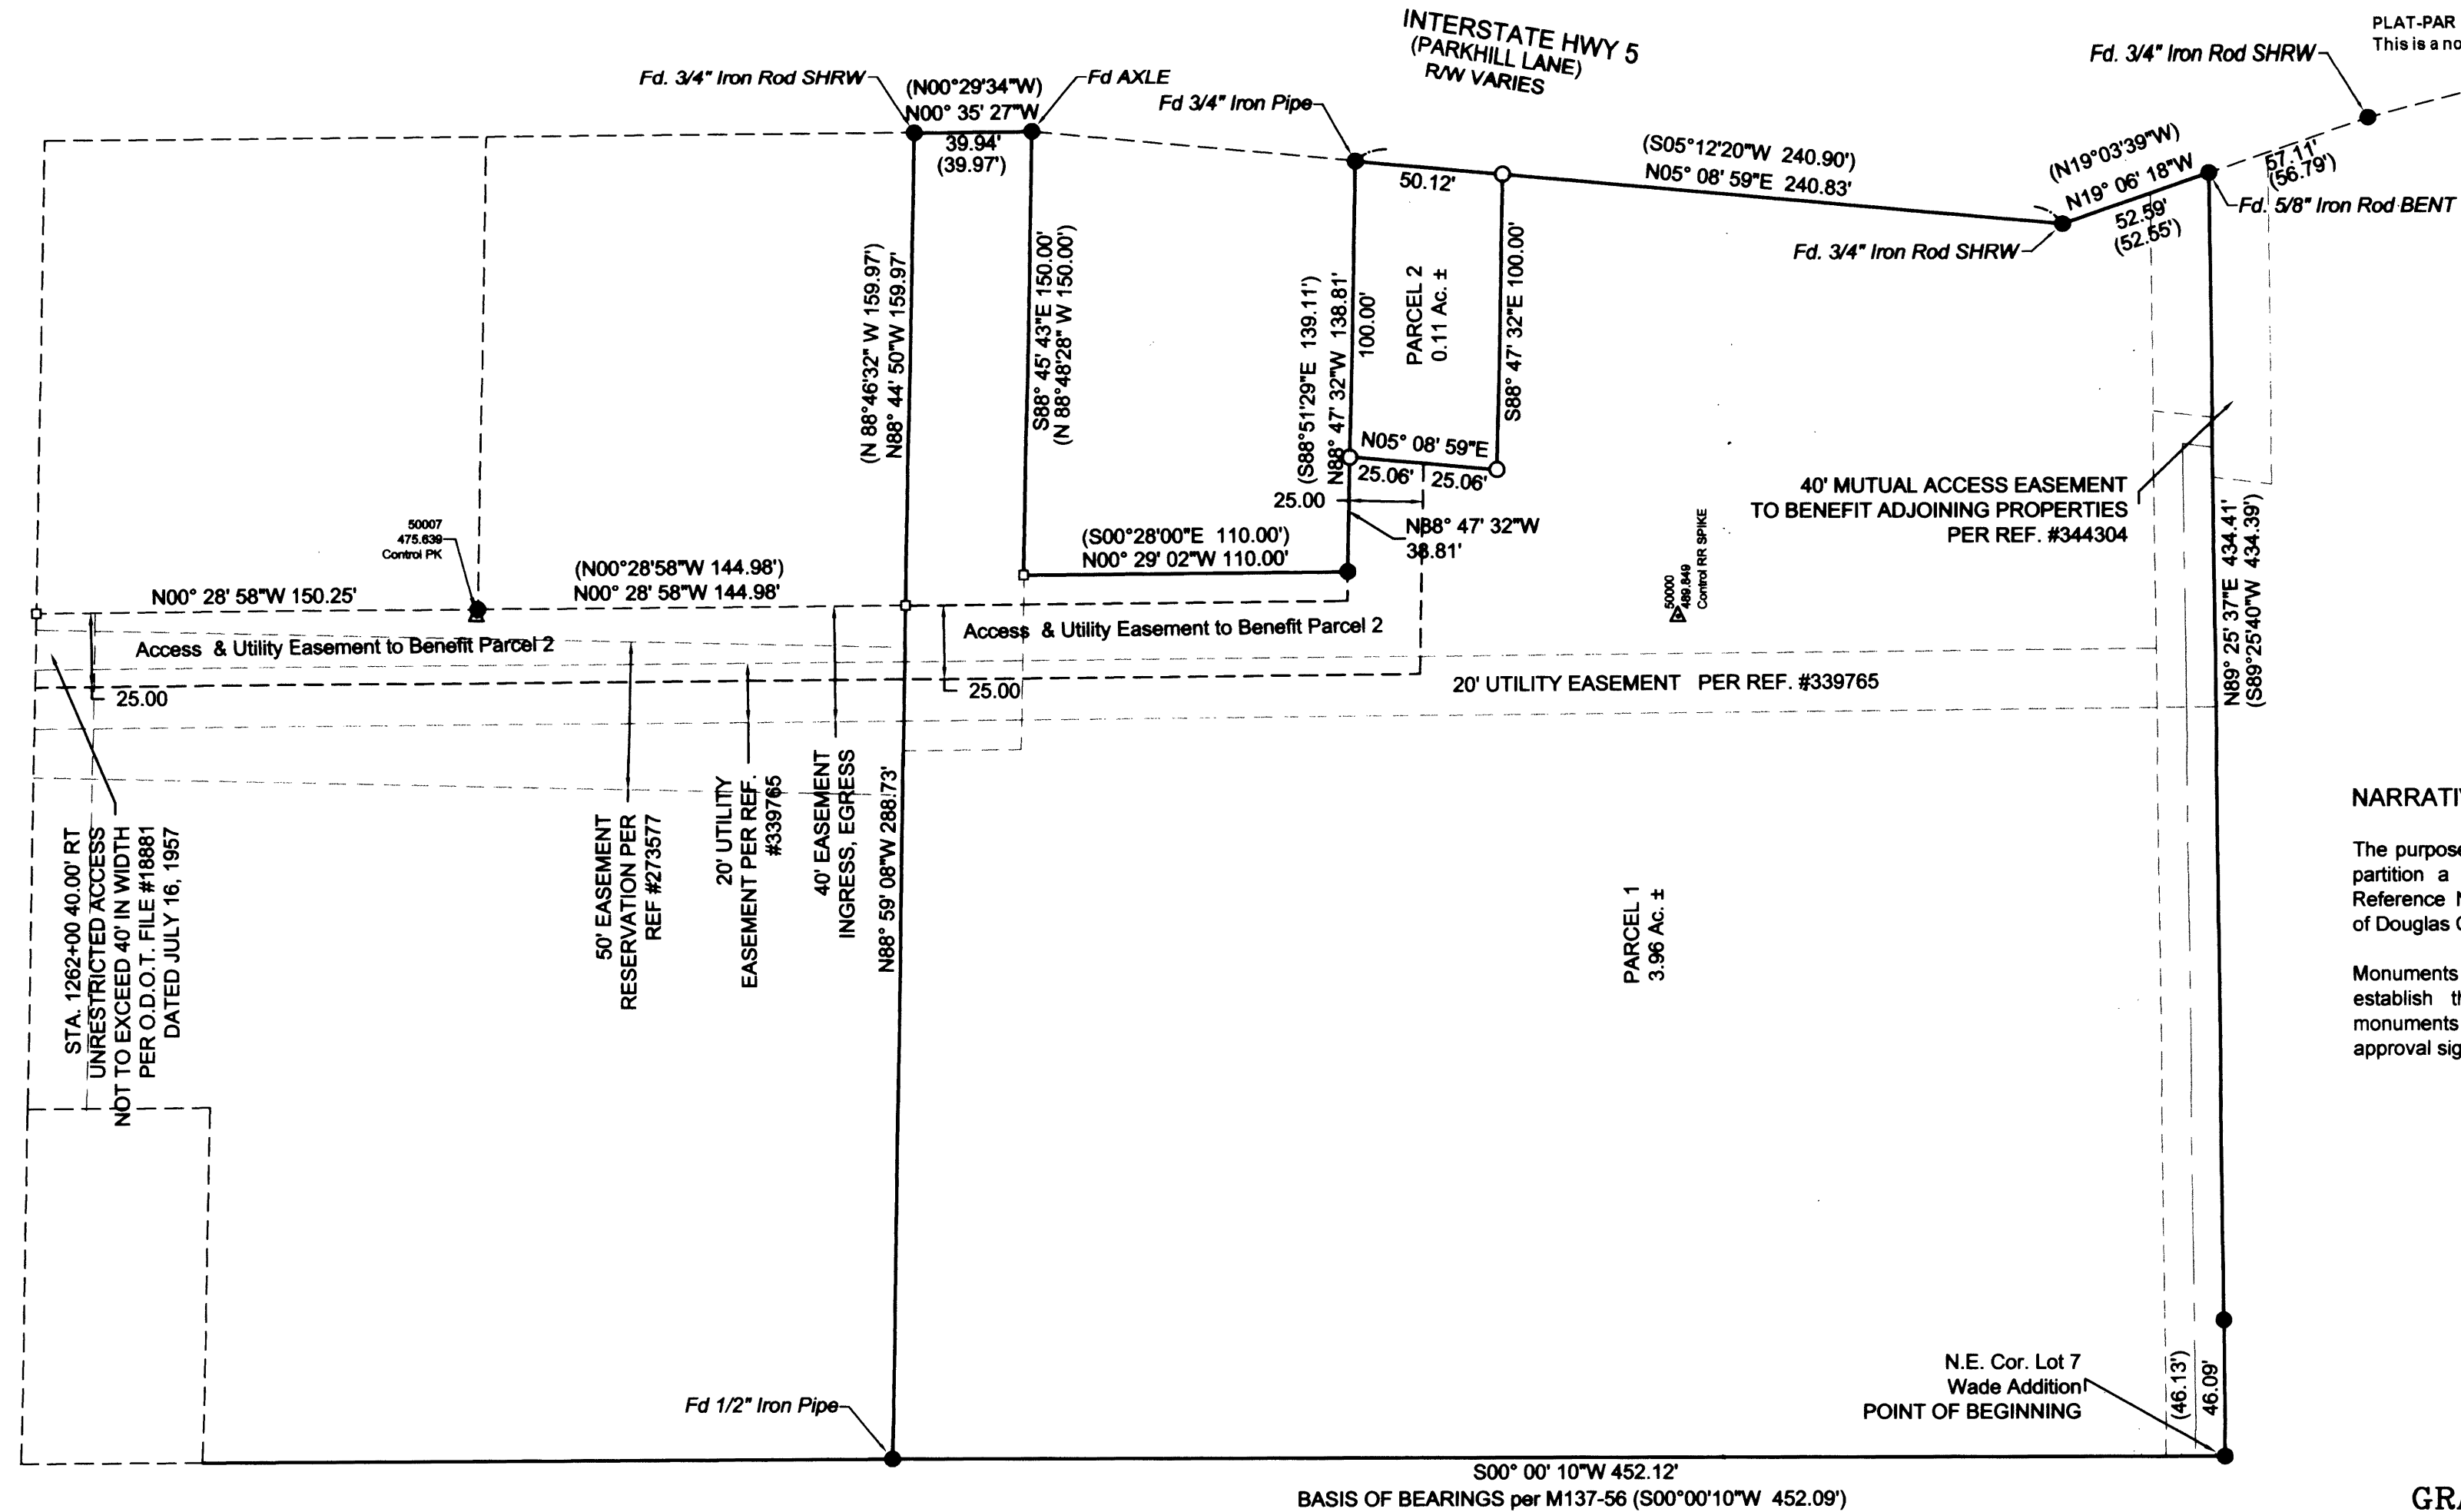 PLAT-PAR
This is a no
INTERSTATE HWY 5
(PARKHILL LANE)
R/W VARIES
Fd. 3/4" Iron Rod SHRW
Fd. 3/4" Iron Rod SHRW
(N00°29'34"W)
N00° 35' 27"W
39.94'
(39.97')
Fd AXLE
Fd 3/4" Iron Pipe
50.12'
(S05°12'20"W 240.90')
N05° 08' 59"E 240.83'
(N19°03'39"W)
N19° 06' 18"W
52.59'
(52.55')
57.11'
(56.79')
Fd. 5/8" Iron Rod BENT
Fd. 3/4" Iron Rod SHRW
(N 88°46'32" W 159.97')
N88° 44' 50"W 159.97'
S88° 45' 43"E 150.00'
(N 88°48'28" W 150.00')
(S88°51'29"E 139.11')
N88° 47' 32"W 138.81'
100.00'
PARCEL 2
0.11 Ac. ±
S88° 47' 32"E 100.00'
N05° 08' 59"E
25.06'
25.06'
25.00
N88° 47' 32"W
38.81'
40' MUTUAL ACCESS EASEMENT
TO BENEFIT ADJOINING PROPERTIES
PER REF. #344304
50007
475.639
Control PK
50000
489.849
Control RR SPIKE
(S00°28'00"E 110.00')
N00° 29' 02"W 110.00'
N00° 28' 58"W 150.25'
(N00°28'58"W 144.98')
N00° 28' 58"W 144.98'
Access & Utility Easement to Benefit Parcel 2
Access & Utility Easement to Benefit Parcel 2
25.00
25.00
20' UTILITY EASEMENT PER REF. #339765
N89° 25' 37"E 434.41'
(S89°25'40"W 434.39')
STA. 1262+00 40.00' RT
UNRESTRICTED ACCESS
NOT TO EXCEED 40' IN WIDTH
PER O.D.O.T. FILE #18881
DATED JULY 16, 1957
50' EASEMENT
RESERVATION PER
REF #273577
20' UTILITY
EASEMENT PER REF.
#339765
40' EASEMENT
INGRESS, EGRESS
N88° 59' 08"W 288.73'
PARCEL 1
3.96 Ac. ±
NARRATIV
The purpose
partition a
Reference N
of Douglas C
Monuments
establish th
monuments
approval sig
N.E. Cor. Lot 7
Wade Addition
POINT OF BEGINNING
(46.13')
46.09'
Fd 1/2" Iron Pipe
S00° 00' 10"W 452.12'
BASIS OF BEARINGS per M137-56 (S00°00'10"W 452.09')
GRA